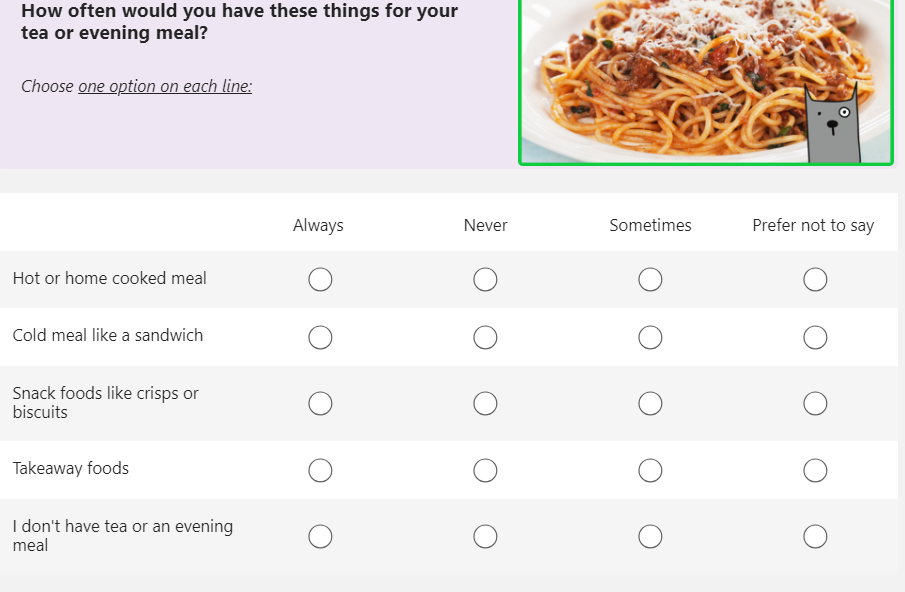 How often would you have these things for your
tea or evening meal?
Choose one option on each line:
Always Never Sometimes Prefer not to say
Hot or home cooked meal
Cold meal like a sandwich
Snack foods like crisps or
biscuits
Takeaway foods
I don't have tea or an evening
meal